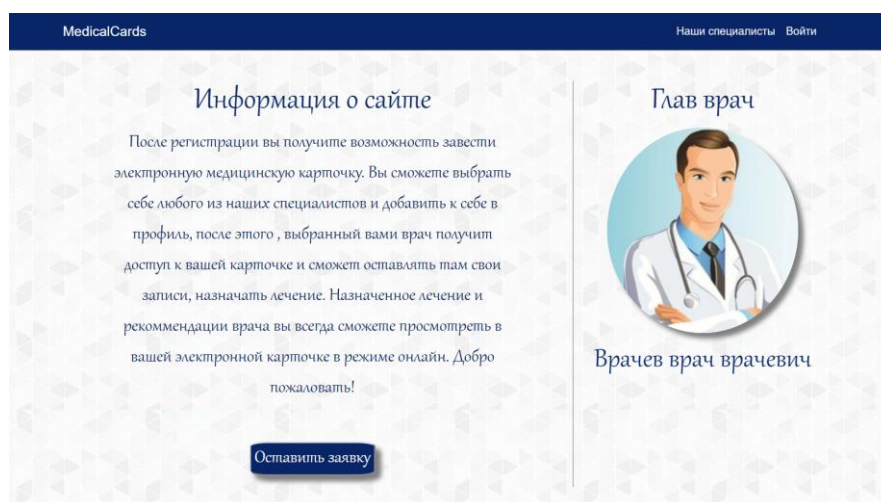 MedicalCards
Наши специалисты Войти
Информация о сайте
После регистрации вы получите возможность завести
электронную медицинскую карточку. Вы сможете выбрать
себе любого из наших специалистов и добавить к себе в
профиль, после этого , выбранный вами врач получит
доступ к вашей карточке и сможет оставлять там свои
записи, назначать лечение. Назначенное лечение и
рекоммендации врача вы всегда сможете просмотреть в
вашей электронной карточке в режиме онлайн. Добро
пожаловать!
Оставить заявку
Глав врач
Врачев врач врачевич